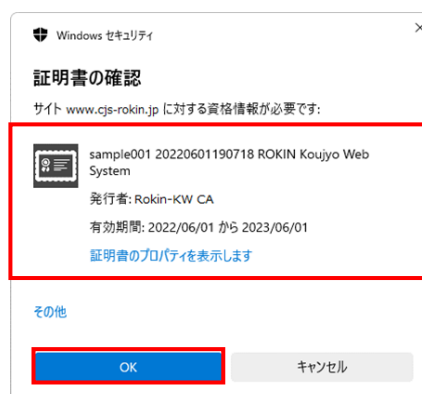 Windows セキュリティ
証明書の確認
サイト www.cjs-rokin.jp に対する資格情報が必要です:
sample001 20220601190718 ROKIN Koujyo Web
System
発行者: Rokin-KW CA
有効期間: 2022/06/01 から 2023/06/01
証明書のプロパティを表示します
その他
OK
キャンセル